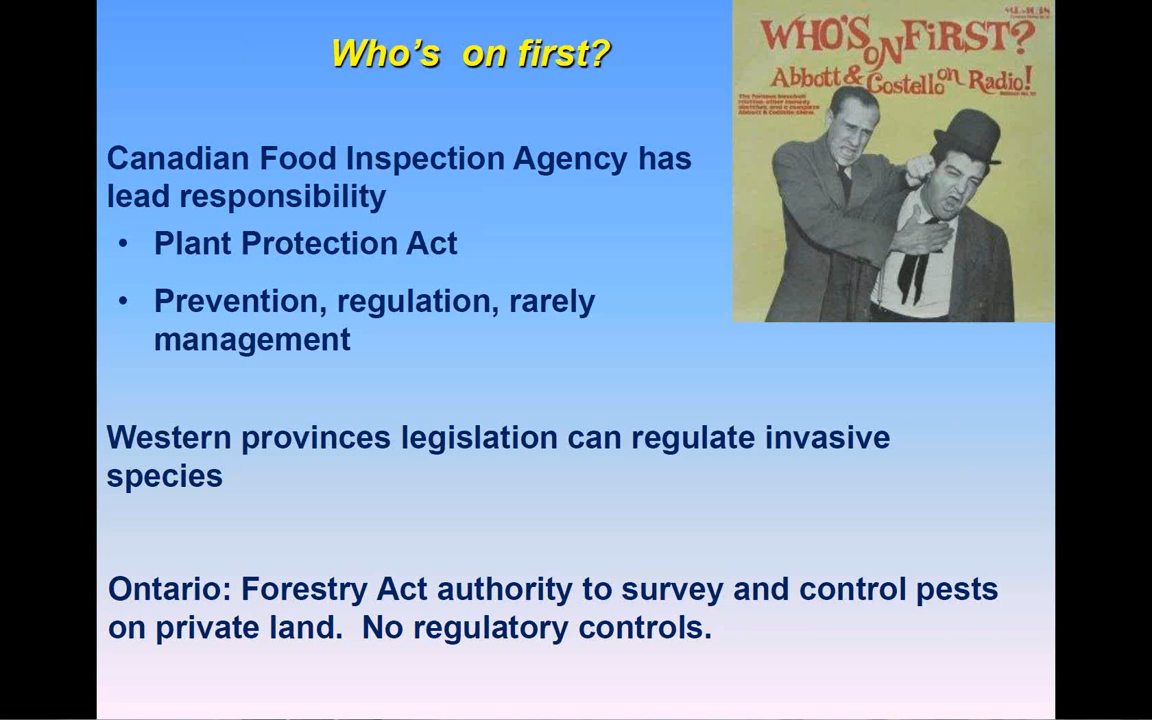 Who's on first?
WHO'S ON FiRST?
Abbott & Costello on Radio!
Canadian Food Inspection Agency has
lead responsibility
• Plant Protection Act
• Prevention, regulation, rarely
management
Western provinces legislation can regulate invasive
species
Ontario: Forestry Act authority to survey and control pests
on private land. No regulatory controls.